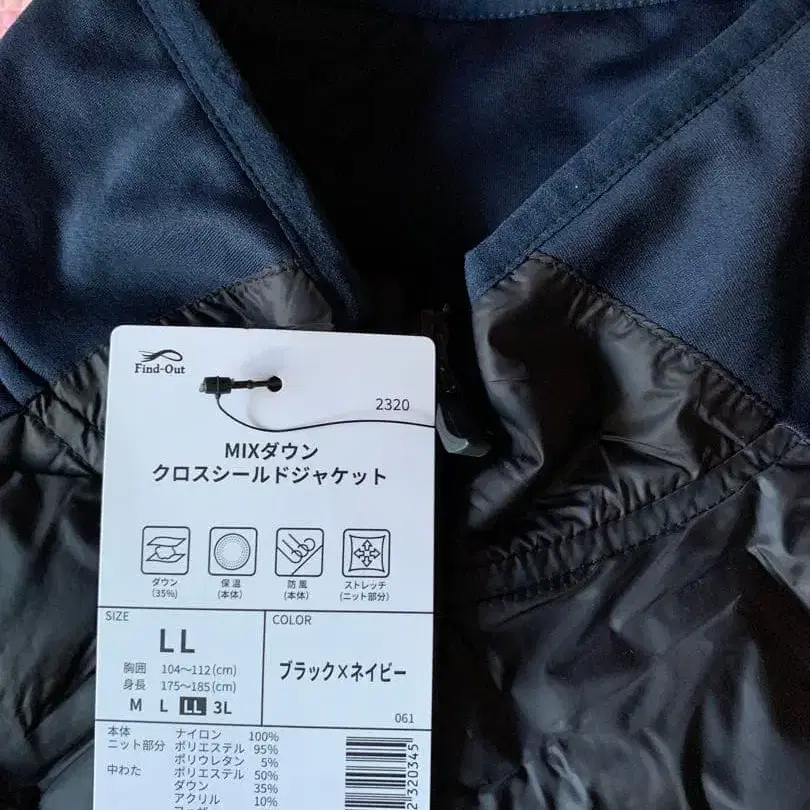 Find-Out
2320
MIXダウン
クロスシールドジャケット
ダウン
(35%)
保温
(本体)
防風
(本体)
ストレッチ
(ニット部分)
SIZE
LL
胸囲 104〜112(cm)
身長 175〜185(cm)
M L LL 3L
COLOR
ブラック×ネイビー
061
本体 ナイロン 100%
ニット部分 ポリエステル 95%
ポリウレタン 5%
中わた ポリエステル 50%
ダウン 35%
アクリル 10%
2320345